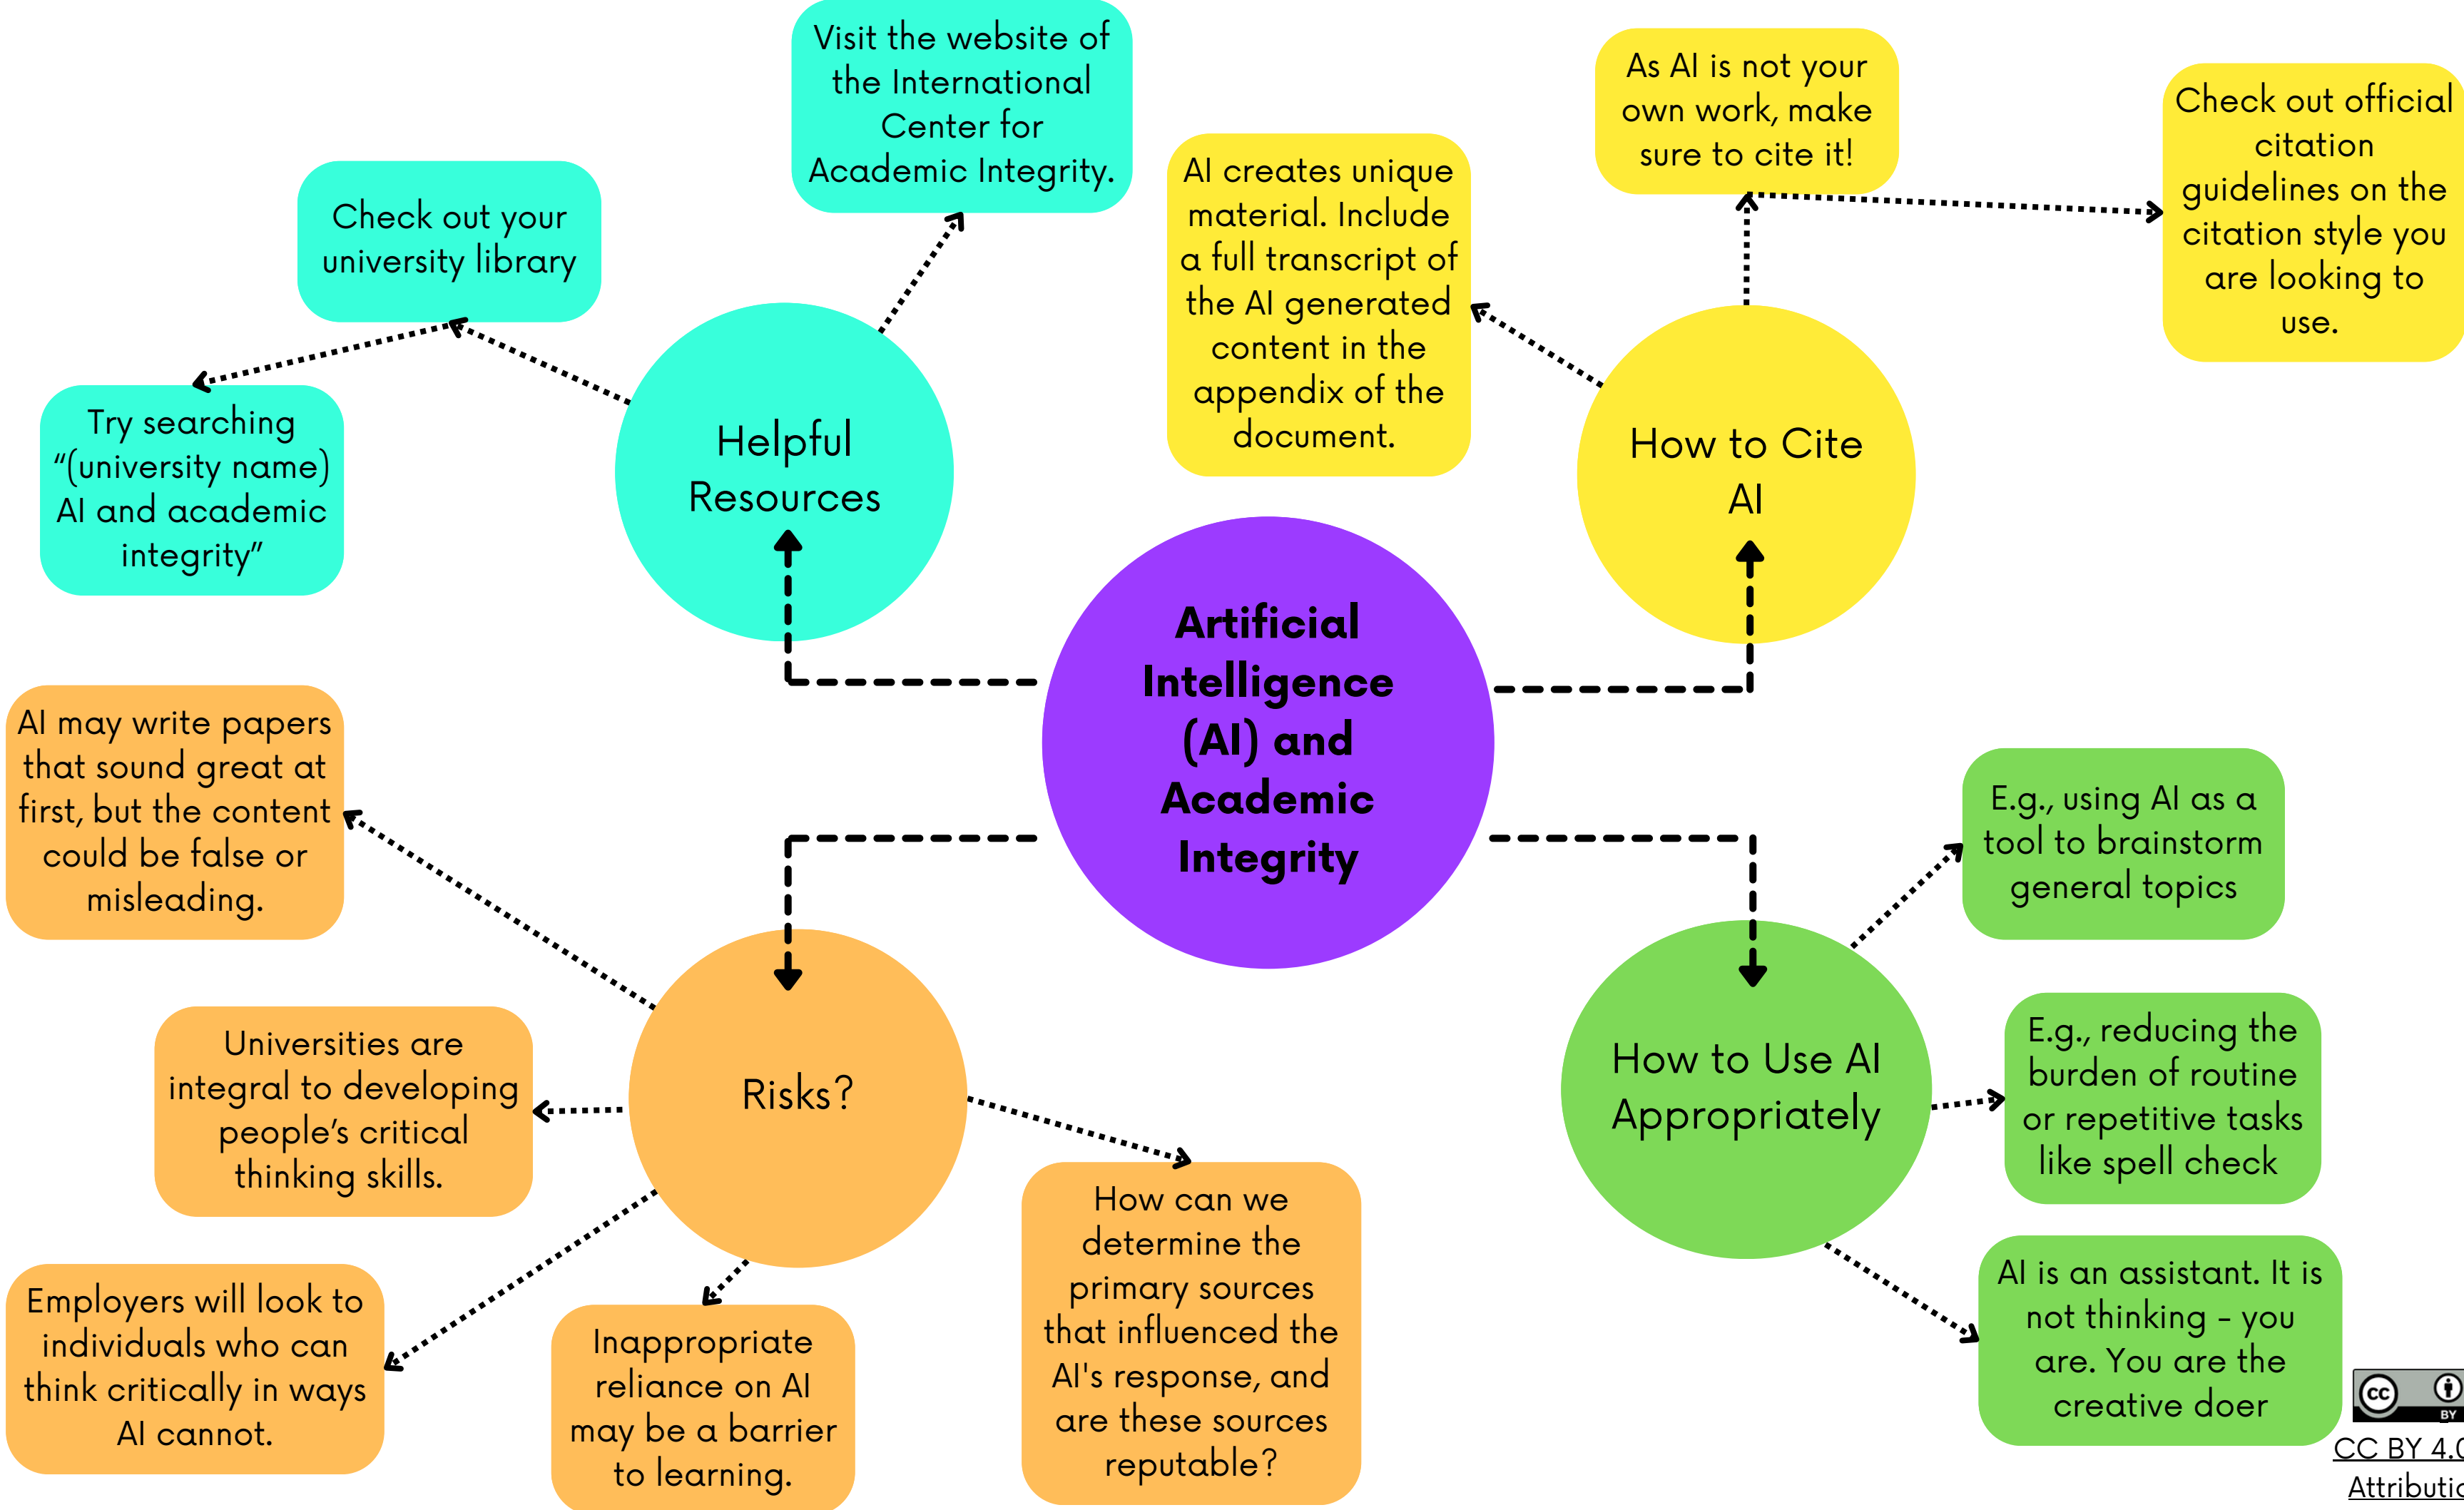 Visit the website of
the International
Center for
Academic Integrity.
Check out your
university library
Try searching
“(university name)
AI and academic
integrity”
Helpful
Resources
As AI is not your
own work, make
sure to cite it!
Check out official
citation
guidelines on the
citation style you
are looking to
use.
AI creates unique
material. Include
a full transcript of
the AI generated
content in the
appendix of the
document.
How to Cite
AI
Artificial
Intelligence
(AI) and
Academic
Integrity
AI may write papers
that sound great at
first, but the content
could be false or
misleading.
Universities are
integral to developing
people’s critical
thinking skills.
Risks?
Employers will look to
individuals who can
think critically in ways
AI cannot.
Inappropriate
reliance on AI
may be a barrier
to learning.
How can we
determine the
primary sources
that influenced the
AI's response, and
are these sources
reputable?
How to Use AI
Appropriately
E.g., using AI as a
tool to brainstorm
general topics
E.g., reducing the
burden of routine
or repetitive tasks
like spell check
AI is an assistant. It is
not thinking - you
are. You are the
creative doer
cc
BY
CC BY 4.0
Attributio